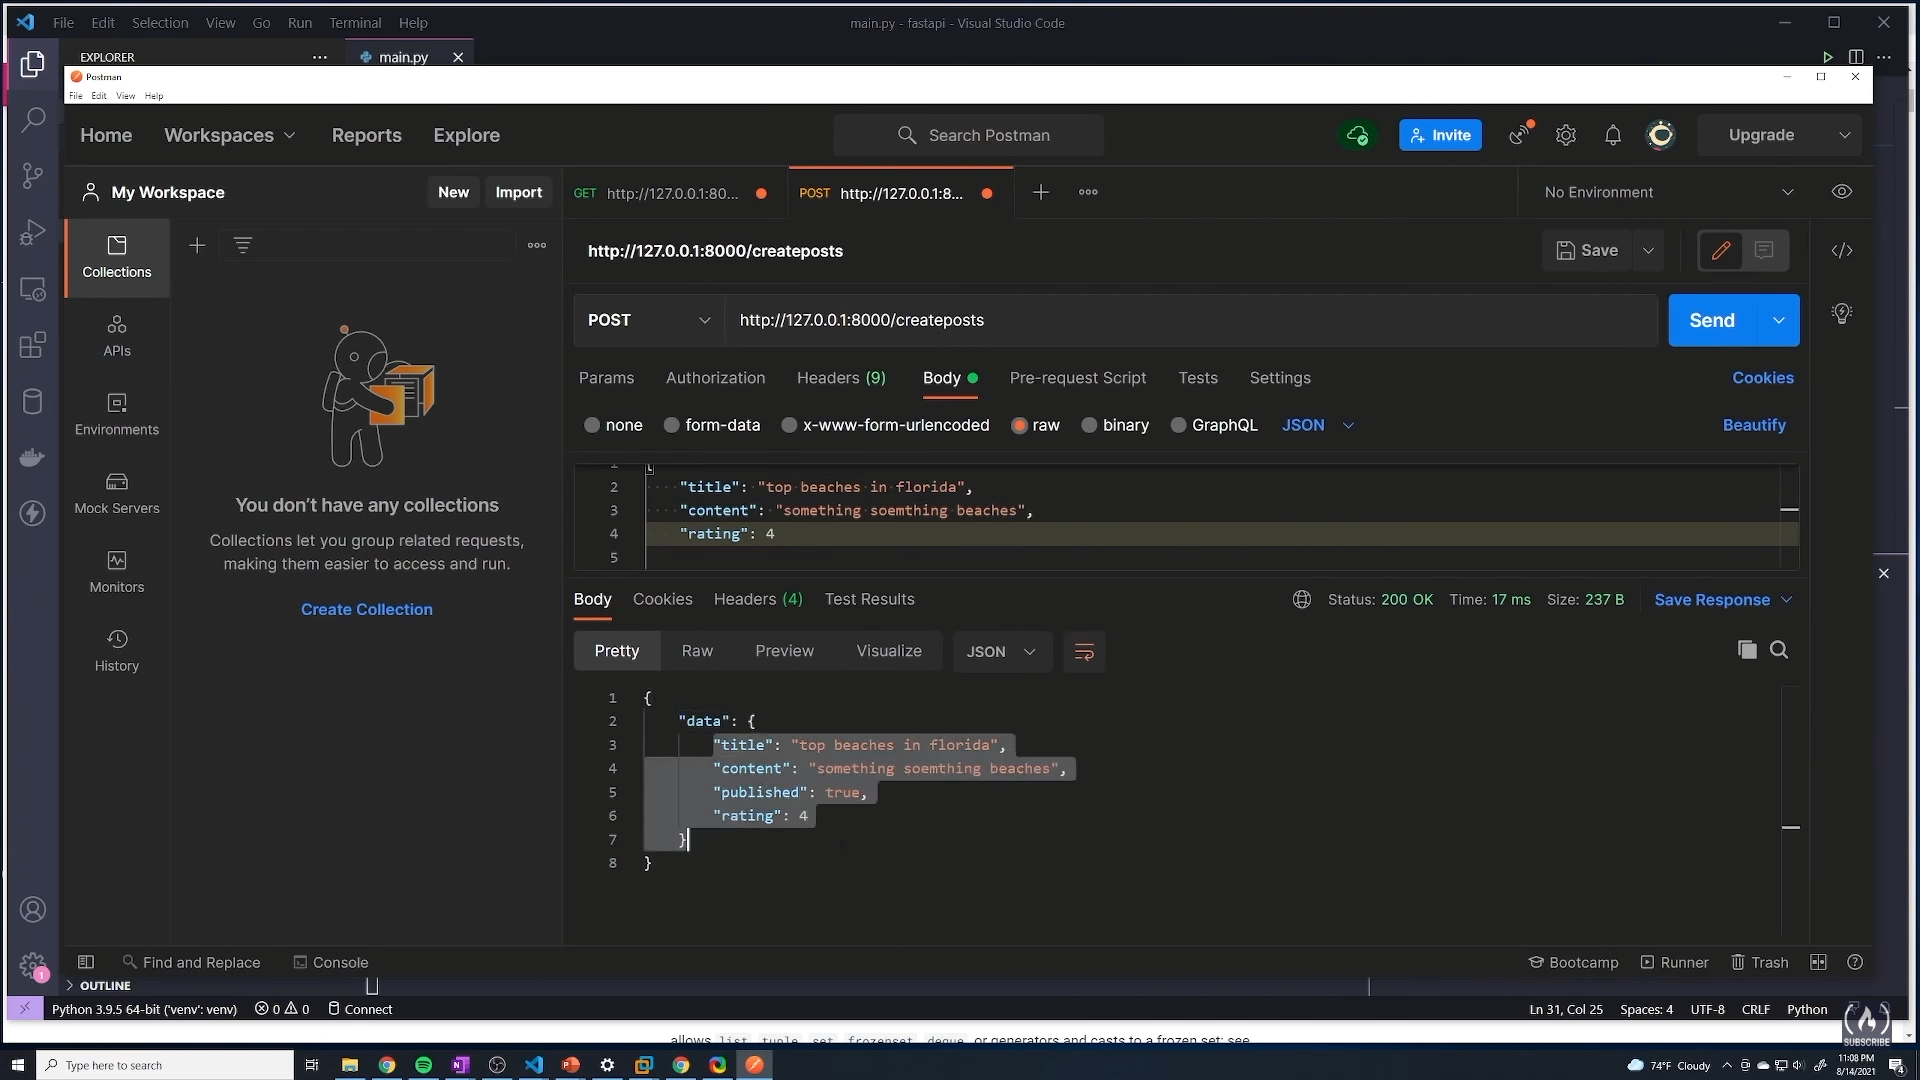 File Edit Selection View Go Run Terminal Help
main.py - fastapi - Visual Studio Code
EXPLORER
main.py
Postman
File Edit View Help
Home Workspaces Reports Explore
Search Postman
Invite
Upgrade
My Workspace
New Import
GET http://127.0.0.1:80...
POST http://127.0.0.1:8...
No Environment
Collections
APIs
Environments
Mock Servers
Monitors
History
You don't have any collections
Collections let you group related requests,
making them easier to access and run.
Create Collection
http://127.0.0.1:8000/createposts
Save
POST http://127.0.0.1:8000/createposts
Send
Params Authorization Headers (9) Body Pre-request Script Tests Settings
Cookies
none form-data x-www-form-urlencoded raw binary GraphQL JSON
Beautify
1 {
2 "title": "top beaches in florida",
3 "content": "something soemthing beaches",
4 "rating": 4
5
Body Cookies Headers (4) Test Results
Status: 200 OK Time: 17 ms Size: 237 B Save Response
Pretty Raw Preview Visualize JSON
1 {
2 "data": {
3 "title": "top beaches in florida",
4 "content": "something soemthing beaches",
5 "published": true,
6 "rating": 4
7 }
8 }
Find and Replace Console
Bootcamp Runner Trash
OUTLINE
1
Python 3.9.5 64-bit ('venv': venv) 0 0 Connect
Ln 31, Col 25 Spaces: 4 UTF-8 CRLF Python
allows list, tuple, set, frozenset, deque, or generators and casts to a frozen set; see
SUBSCRIBE
Type here to search
74°F Cloudy
11:08 PM
8/14/2021
4